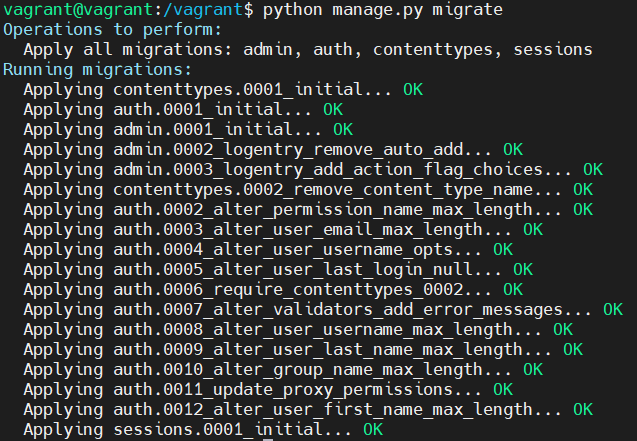 vagrant@vagrant:/vagrant$ python manage.py migrate
Operations to perform:
  Apply all migrations: admin, auth, contenttypes, sessions
Running migrations:
  Applying contenttypes.0001_initial... OK
  Applying auth.0001_initial... OK
  Applying admin.0001_initial... OK
  Applying admin.0002_logentry_remove_auto_add... OK
  Applying admin.0003_logentry_add_action_flag_choices... OK
  Applying contenttypes.0002_remove_content_type_name... OK
  Applying auth.0002_alter_permission_name_max_length... OK
  Applying auth.0003_alter_user_email_max_length... OK
  Applying auth.0004_alter_user_username_opts... OK
  Applying auth.0005_alter_user_last_login_null... OK
  Applying auth.0006_require_contenttypes_0002... OK
  Applying auth.0007_alter_validators_add_error_messages... OK
  Applying auth.0008_alter_user_username_max_length... OK
  Applying auth.0009_alter_user_last_name_max_length... OK
  Applying auth.0010_alter_group_name_max_length... OK
  Applying auth.0011_update_proxy_permissions... OK
  Applying auth.0012_alter_user_first_name_max_length... OK
  Applying sessions.0001_initial... OK